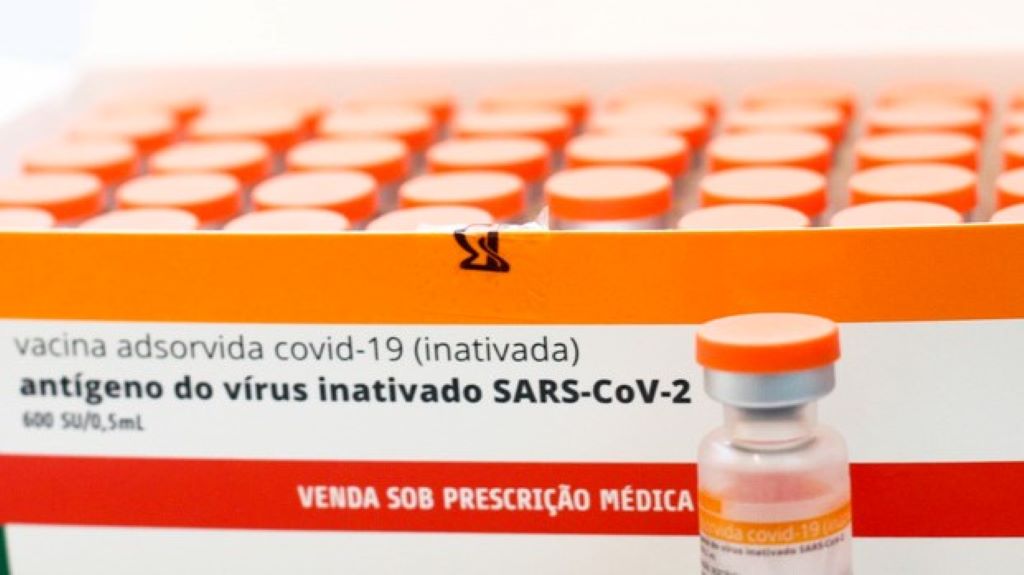 vacina adsorvida covid-19 (inativada)
antígeno do vírus inativado SARS-CoV-2
600 SU/0,5mL
VENDA SOB PRESCRIÇÃO MÉDICA
covid-19
vírus inativado SARS-CoV-2